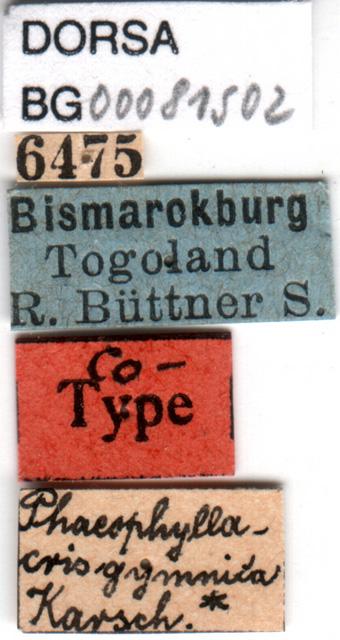 DORSA
BG00081502
6475
Bismarckburg
Togoland
R. Büttner S.
Co-
Type
Phaeophylla-
cris gymnica
Karsch. *